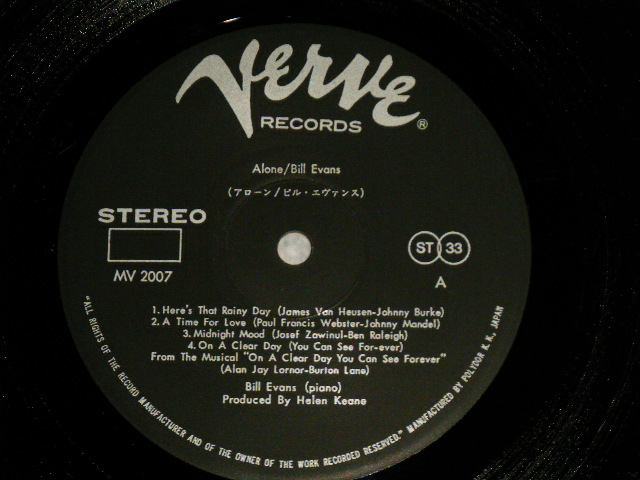 Verve
RECORDS ®
Alone/Bill Evans
(アローン/ビル・エヴァンス)
STEREO
MV 2007
ST 33
A
1. Here's That Rainy Day (James Van Heusen-Johnny Burke)
2. A Time For Love (Paul Francis Webster-Johnny Mandel)
3. Midnight Mood (Josef Zawinul-Ben Raleigh)
4. On A Clear Day (You Can See For-ever)
From The Musical "On A Clear Day You Can See Forever"
(Alan Jay Lornor-Burton Lane)
Bill Evans (piano)
Produced By Helen Keane
"ALL RIGHTS OF THE RECORD MANUFACTURER AND OF THE OWNER OF THE WORK RECORDED RESERVED." MANUFACTURED BY POLYDOR K.K. JAPAN